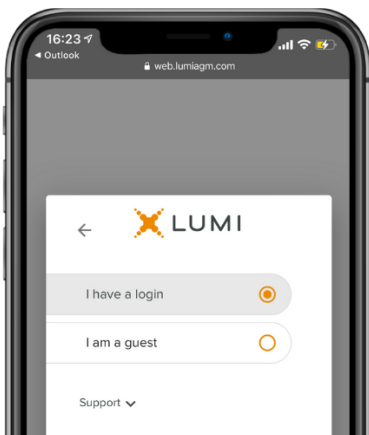 16:23
Outlook
web.lumiagm.com
LUMI
I have a login
I am a guest
Support